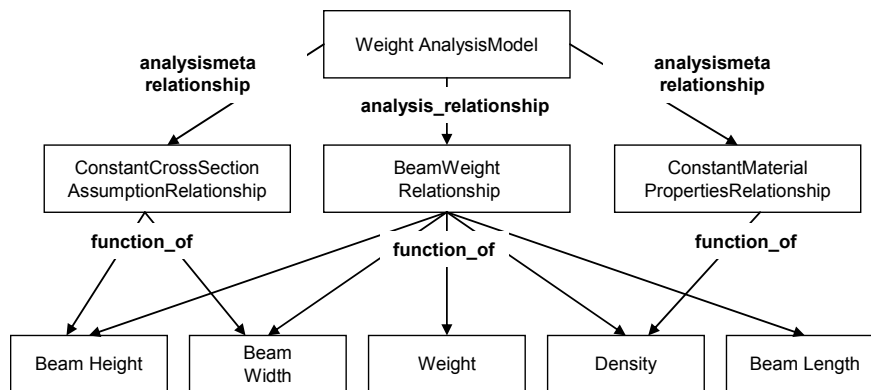 Weight AnalysisModel
analysismeta
relationship
analysismeta
relationship
analysis_relationship
ConstantCrossSection
AssumptionRelationship
BeamWeight
Relationship
ConstantMaterial
PropertiesRelationship
function_of
function_of
function_of
Beam Height
Beam
Width
Weight
Density
Beam Length